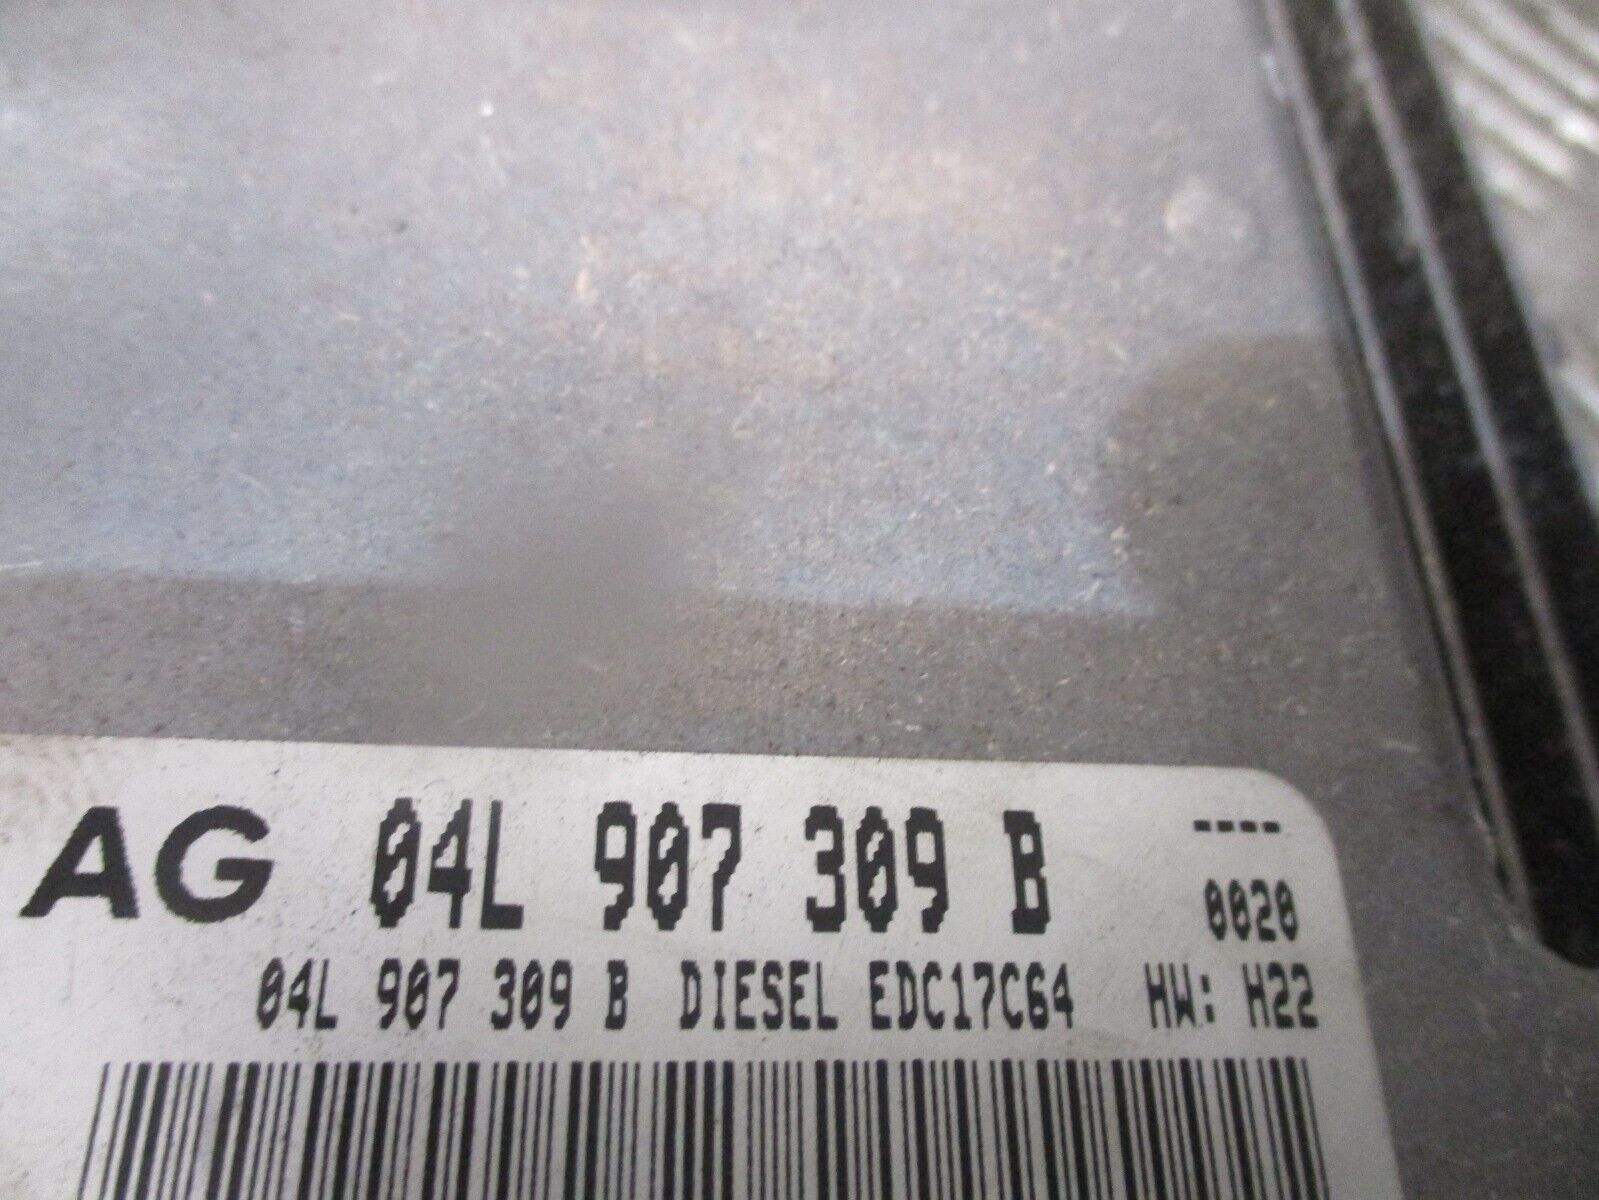 AG 04L 907 309 B ----
0020
04L 907 309 B DIESEL EDC17C64 HW: H22